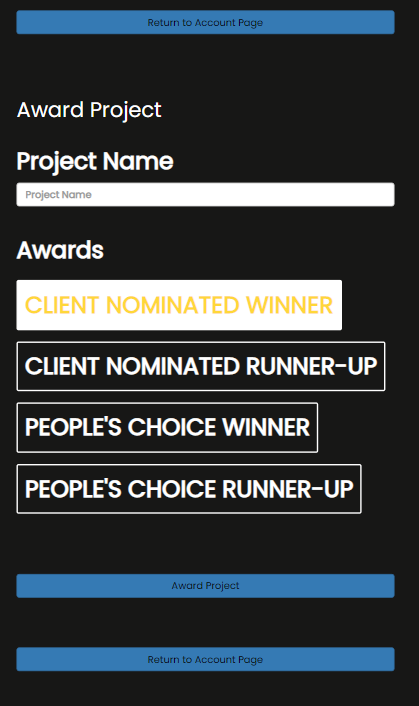 Return to Account Page
Award Project
Project Name
Project Name
Awards
CLIENT NOMINATED WINNER
CLIENT NOMINATED RUNNER-UP
PEOPLE'S CHOICE WINNER
PEOPLE'S CHOICE RUNNER-UP
Award Project
Return to Account Page